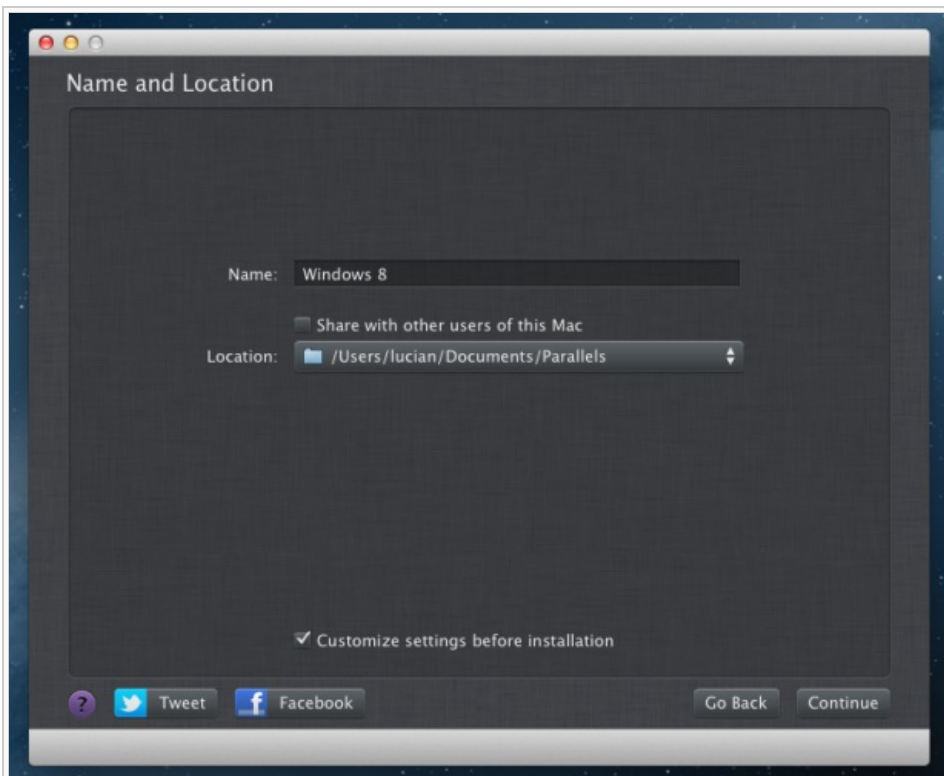 Name and Location
Name: Windows 8
Share with other users of this Mac
Location: /Users/lucian/Documents/Parallels
Customize settings before installation
? Tweet f Facebook Go Back Continue